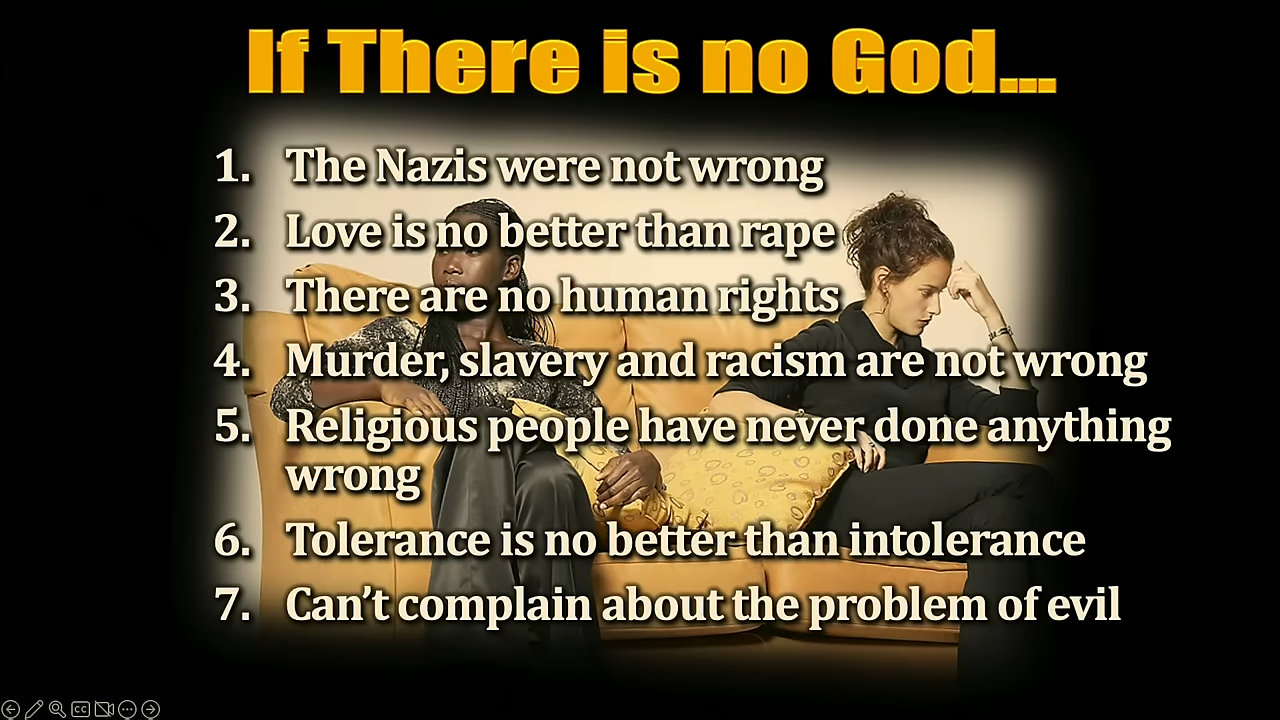 If There is no God...
1. The Nazis were not wrong
2. Love is no better than rape
3. There are no human rights
4. Murder, slavery and racism are not wrong
5. Religious people have never done anything
wrong
6. Tolerance is no better than intolerance
7. Can’t complain about the problem of evil
CC